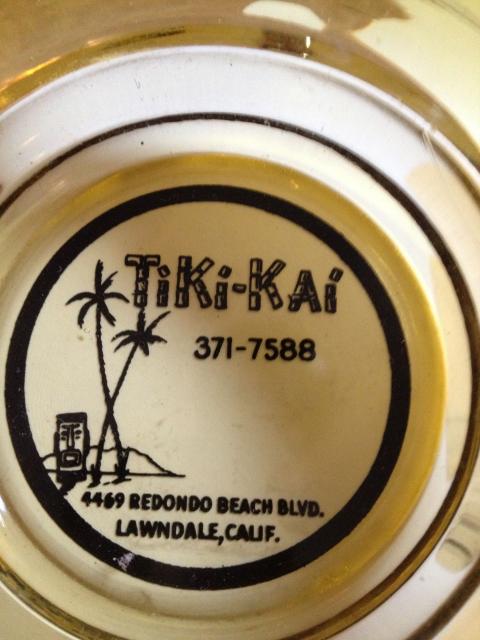 TiKi-KAi
371-7588
4469 REDONDO BEACH BLVD.
LAWNDALE, CALIF.